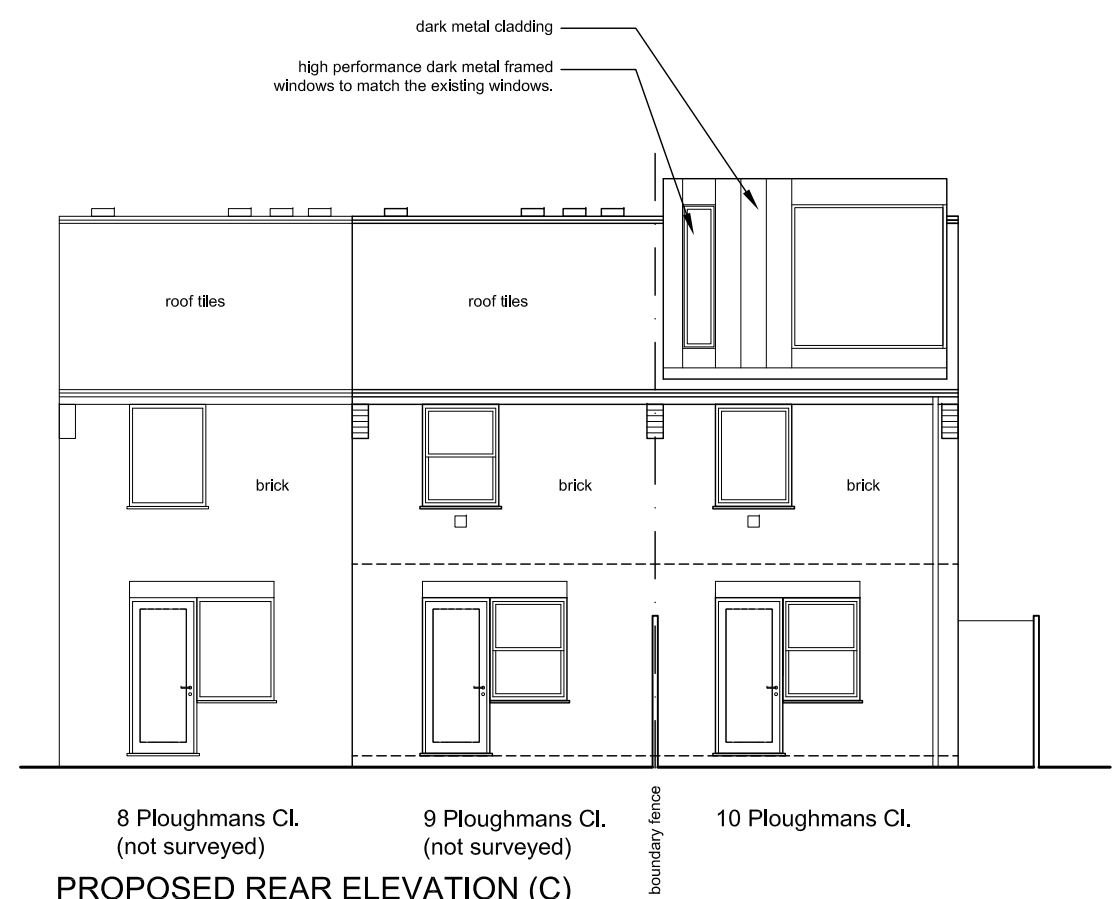 dark metal cladding
high performance dark metal framed
windows to match the existing windows.
roof tiles
roof tiles
brick
brick
brick
8 Ploughmans Cl.
(not surveyed)
9 Ploughmans Cl.
(not surveyed)
boundary fence
10 Ploughmans Cl.
PROPOSED REAR ELEVATION (C)